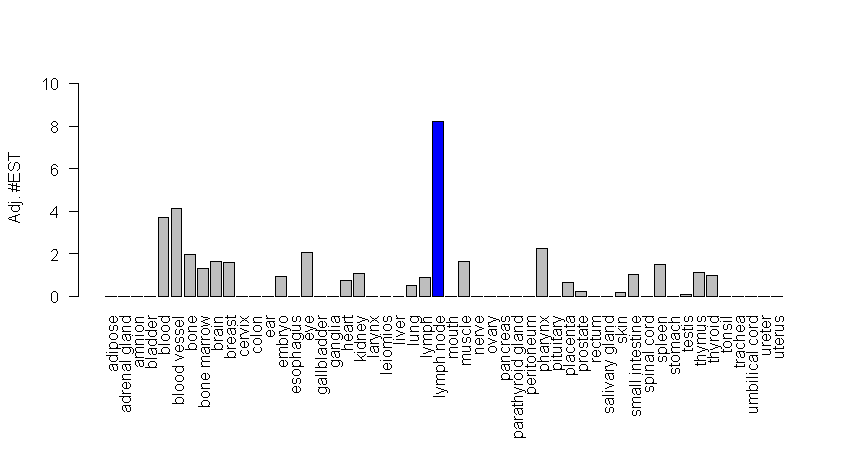 Adj. #EST
10
8
6
4
2
0
adipose
adrenal gland
amnion
bladder
blood
blood vessel
bone
bone marrow
brain
breast
cervix
colon
ear
embryo
esophagus
eye
gallbladder
ganglia
heart
kidney
larynx
leiomios
liver
lung
lymph
lymph node
mouth
muscle
nerve
ovary
pancreas
parathyroid gland
peritoneum
pharynx
pituitary
placenta
prostate
rectum
salivary gland
skin
small intestine
spinal cord
spleen
stomach
testis
thymus
thyroid
tonsil
trachea
umbilical cord
ureter
uterus